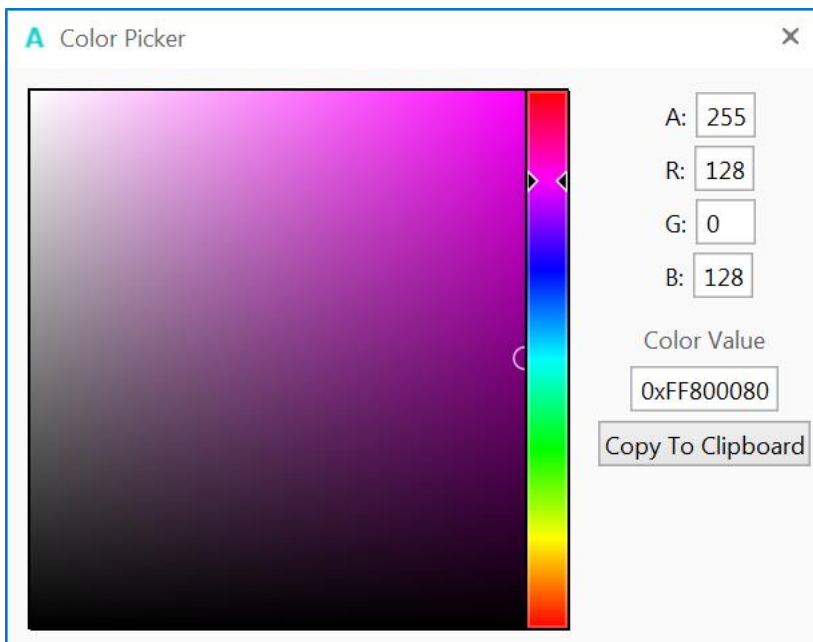 A Color Picker
A: 255
R: 128
G: 0
B: 128
Color Value
0xFF800080
Copy To Clipboard